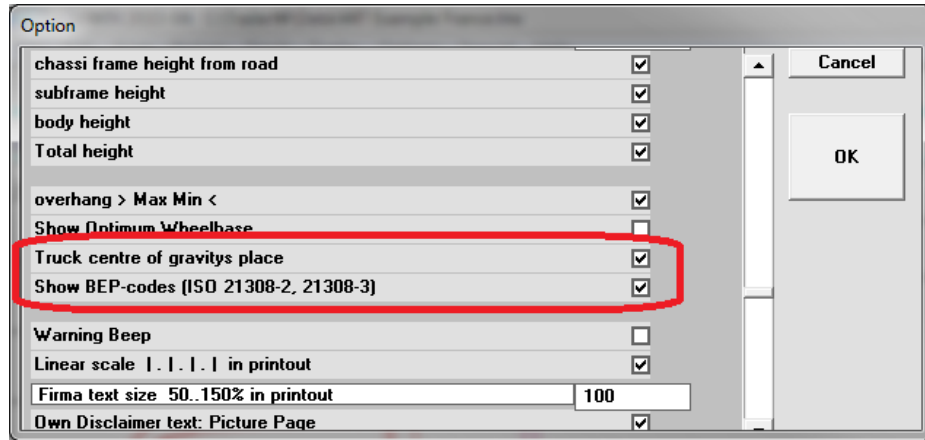 Option
chassi frame height from road
Cancel
subframe height
body height
Total height
OK
overhang > Max Min <
Show Optimum Wheelbase
Truck centre of gravitys place
Show BEP-codes (ISO 21308-2, 21308-3)
Warning Beep
Linear scale | . | . | . | in printout
Firma text size 50..150% in printout 100
Own Disclaimer text: Picture Page